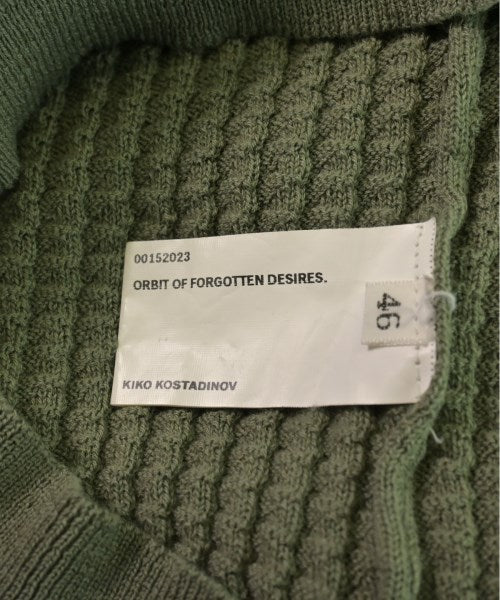 00152023
ORBIT OF FORGOTTEN DESIRES.
46
KIKO KOSTADINOV